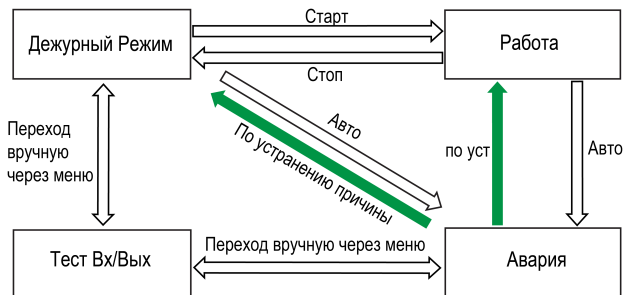 Старт
Дежурный Режим
Работа
Стоп
Авто
По устранению причины
Переход
вручную
через меню
по уст
Авто
Переход вручную через меню
Тест Вх/Вых
Авария